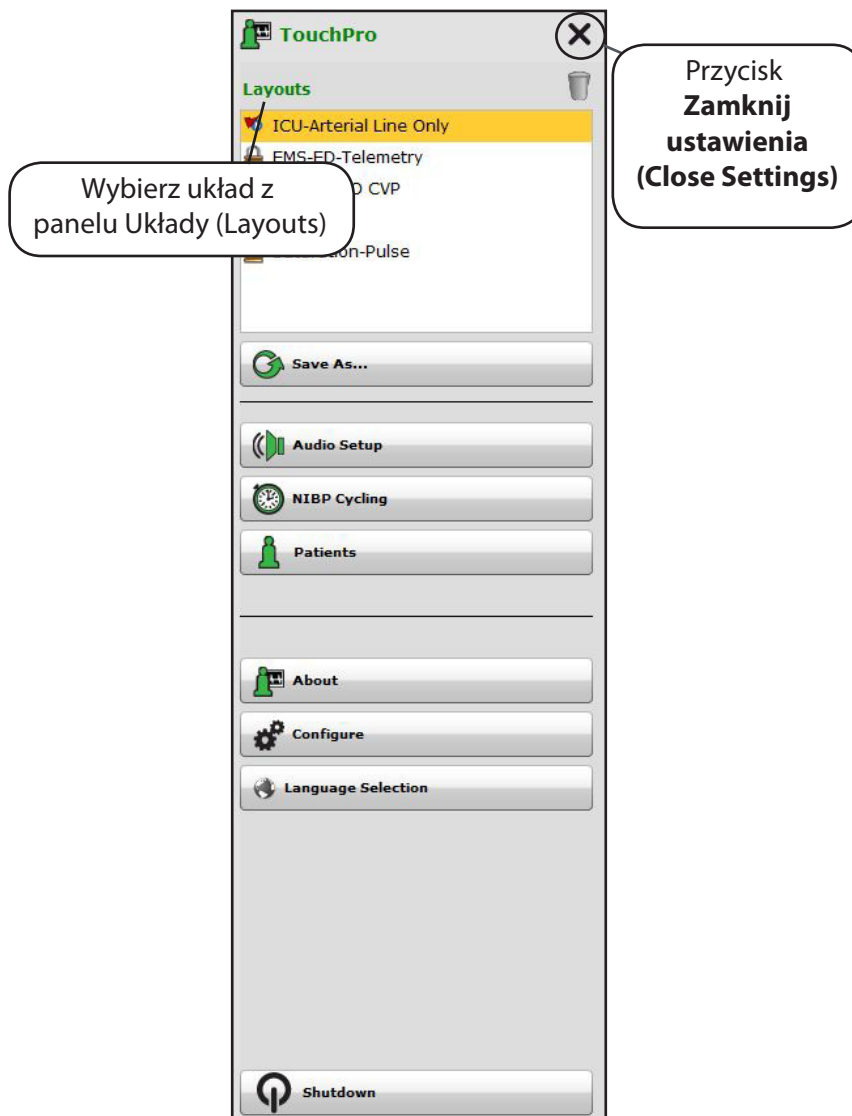 TouchPro
Przycisk
Zamknij
ustawienia
(Close Settings)
Layouts
ICU-Arterial Line Only
EMS-ED-Telemetry
Wybierz układ z
panelu Układy (Layouts)
CVP
-Pulse
Save As...
Audio Setup
NIBP Cycling
Patients
About
Configure
Language Selection
Shutdown